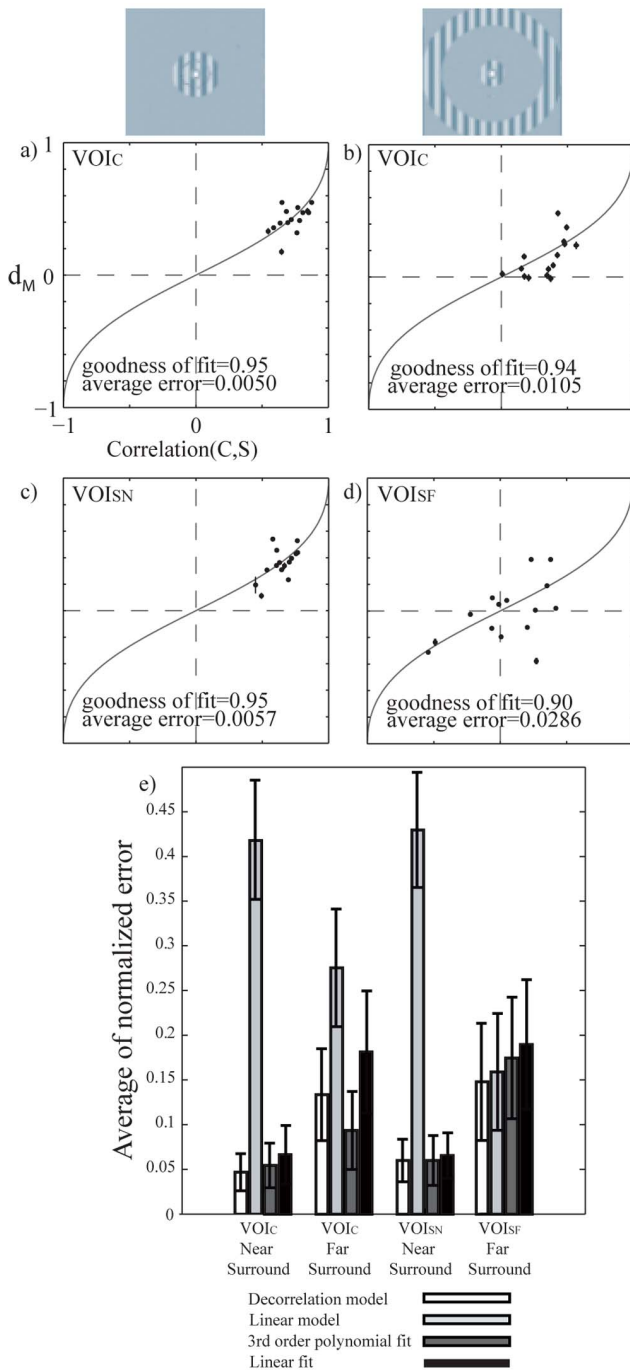 a)
VOIC
b)
VOIC
1
dM 0
−1
goodness of fit=0.95
average error=0.0050
goodness of fit=0.94
average error=0.0105
−1 0 1
Correlation(C,S)
c)
VOISN
d)
VOISF
goodness of fit=0.95
average error=0.0057
goodness of fit=0.90
average error=0.0286
e)
Average of normalized error
0.45
0.4
0.35
0.3
0.25
0.2
0.15
0.1
0.05
0
VOIC
Near
Surround
VOIC
Far
Surround
VOISN
Near
Surround
VOISF
Far
Surround
Decorrelation model
Linear model
3rd order polynomial fit
Linear fit